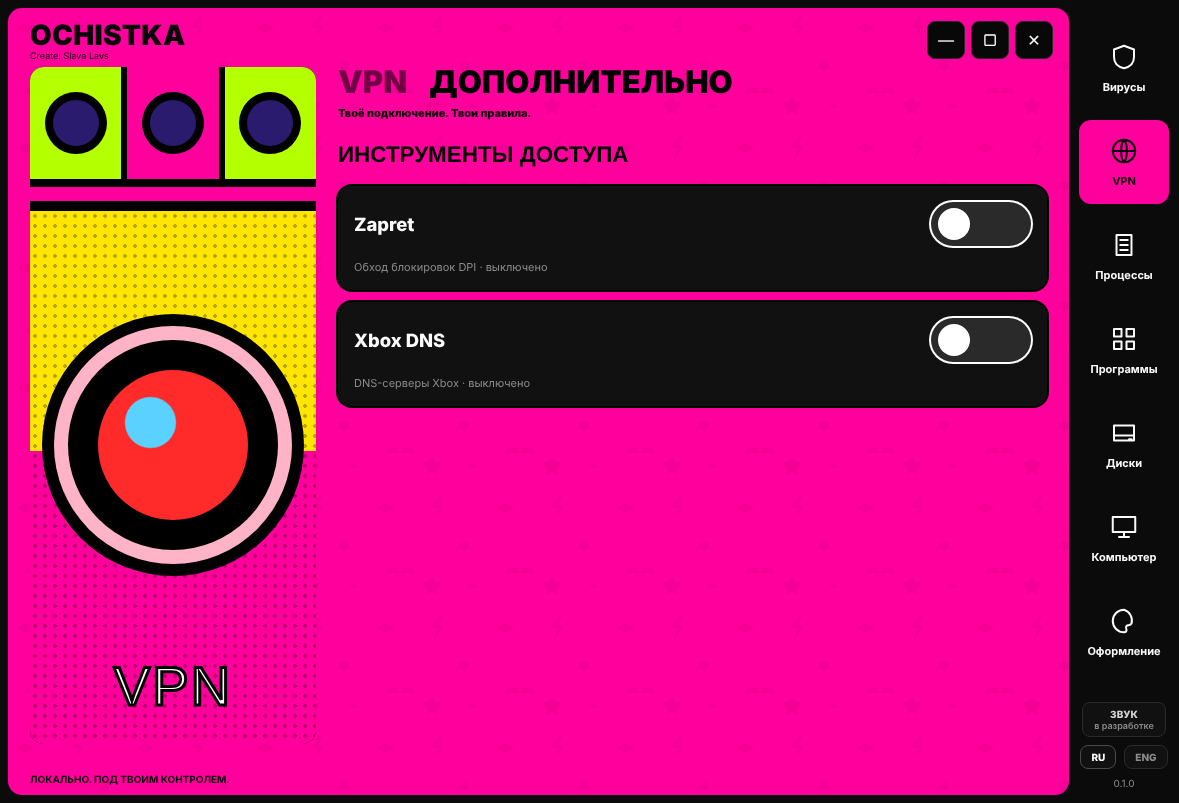 OCHISTKA
Create: Slava Lavs
VPN ДОПОЛНИТЕЛЬНО
Твоё подключение. Твои правила.
ИНСТРУМЕНТЫ ДОСТУПА
Zapret
Обход блокировок DPI · выключено
Xbox DNS
DNS-серверы Xbox · выключено
VPN
ЛОКАЛЬНО. ПОД ТВОИМ КОНТРОЛЕМ.
Вирусы
VPN
Процессы
Программы
Диски
Компьютер
Оформление
ЗВУК
в разработке
RU ENG
0.1.0